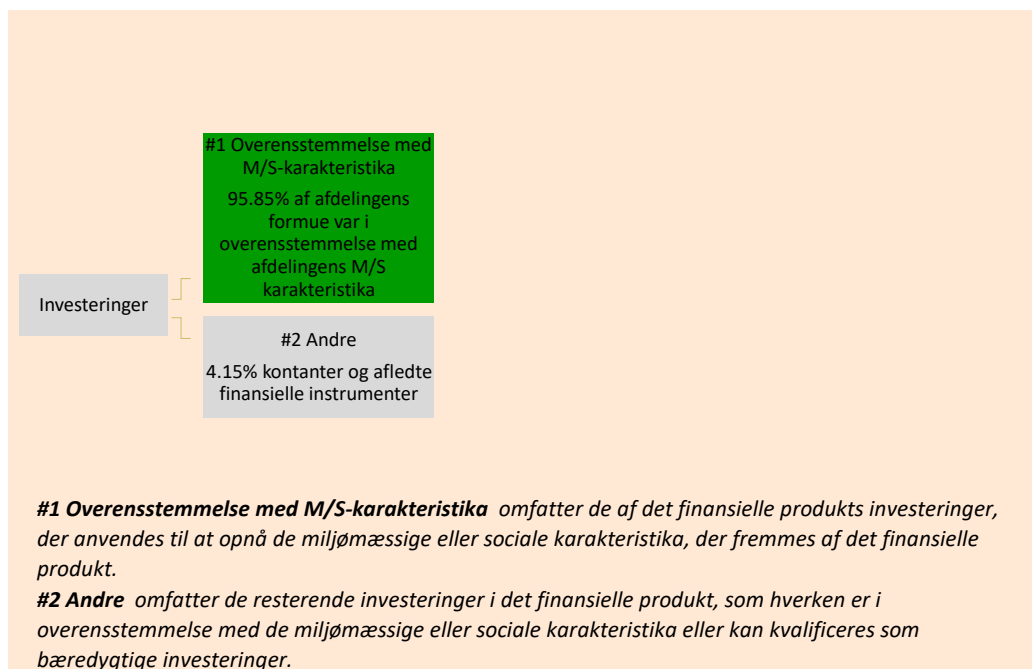 #1 Overensstemmelse med
M/S-karakteristika
95.85% af afdelingens
formue var i
overensstemmelse med
afdelingens M/S
karakteristika
Investeringer
#2 Andre
4.15% kontanter og afledte
finansielle instrumenter
#1 Overensstemmelse med M/S-karakteristika omfatter de af det finansielle produkts investeringer,
der anvendes til at opnå de miljømæssige eller sociale karakteristika, der fremmes af det finansielle
produkt.
#2 Andre omfatter de resterende investeringer i det finansielle produkt, som hverken er i
overensstemmelse med de miljømæssige eller sociale karakteristika eller kan kvalificeres som
bæredygtige investeringer.